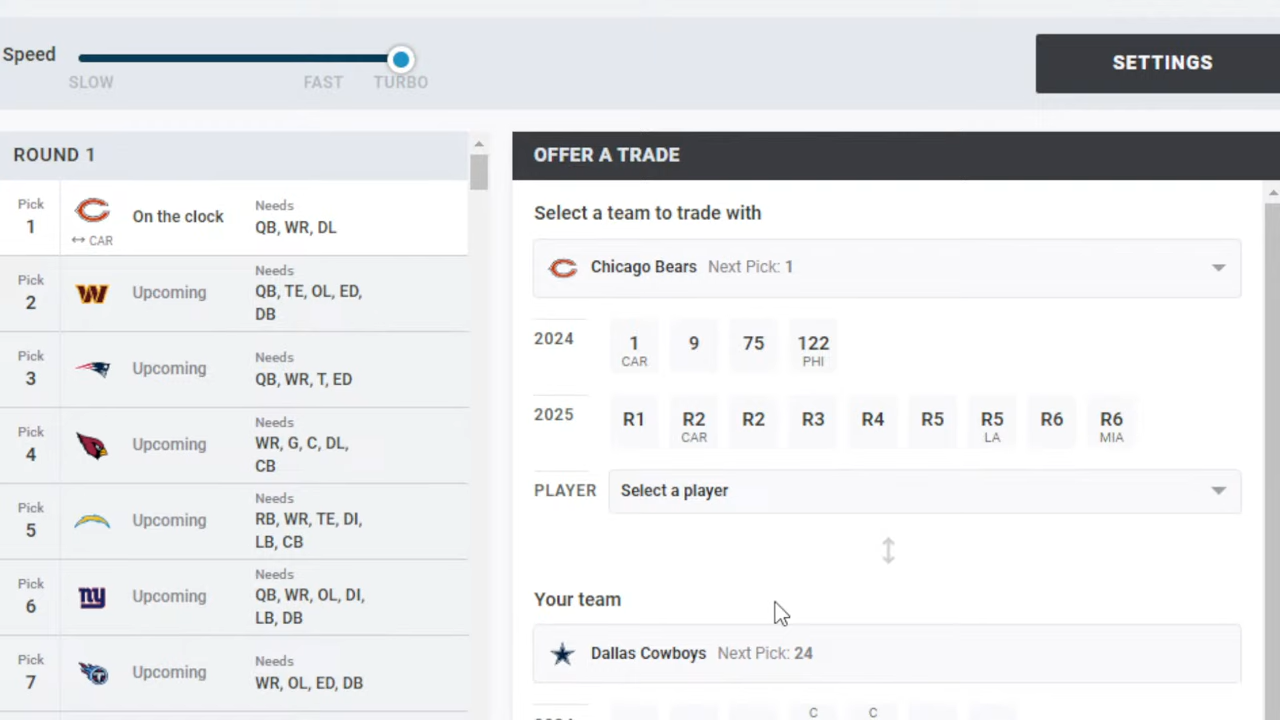 Speed
SLOW FAST TURBO
SETTINGS
ROUND 1
Pick
1
CAR
On the clock
Needs
QB, WR, DL
Pick
2
Upcoming
Needs
QB, TE, OL, ED,
DB
Pick
3
Upcoming
Needs
QB, WR, T, ED
Pick
4
Upcoming
Needs
WR, G, C, DL,
CB
Pick
5
Upcoming
Needs
RB, WR, TE, DI,
LB, CB
Pick
6
ny
Upcoming
Needs
QB, WR, OL, DI,
LB, DB
Pick
7
Upcoming
Needs
WR, OL, ED, DB
OFFER A TRADE
Select a team to trade with
Chicago Bears Next Pick: 1
2024 1 9 75 122
CAR PHI
2025 R1 R2 R2 R3 R4 R5 R5 R6 R6
CAR LA MIA
PLAYER Select a player
Your team
Dallas Cowboys Next Pick: 24
C C